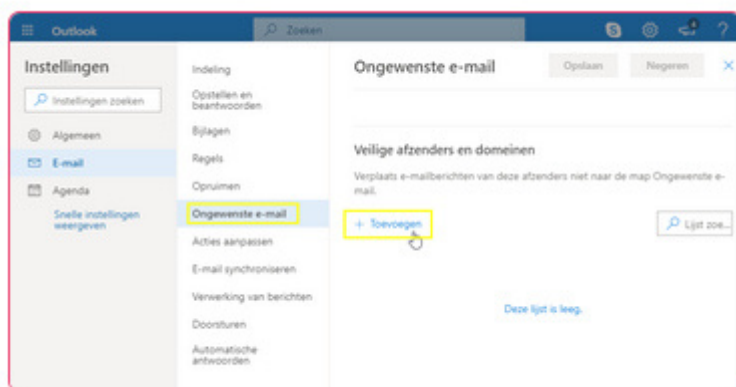 Outlook
Zoeken
Instellingen
Instellingen zoeken
Algemeen
E-mail
Agenda
Snelle instellingen
weergeven
Indeling
Opstellen en
beantwoorden
Bijlagen
Regels
Opruimen
Ongewenste e-mail
Acties aanpassen
E-mail synchroniseren
Verwerking van berichten
Doorsturen
Automatische
antwoorden
Ongewenste e-mail
Opslaan
Negeren
Veilige afzenders en domeinen
Verplaats e-mailberichten van deze afzenders niet naar de map Ongewenste e-
mail.
+ Toevoegen
Lijst zoe...
Deze lijst is leeg.